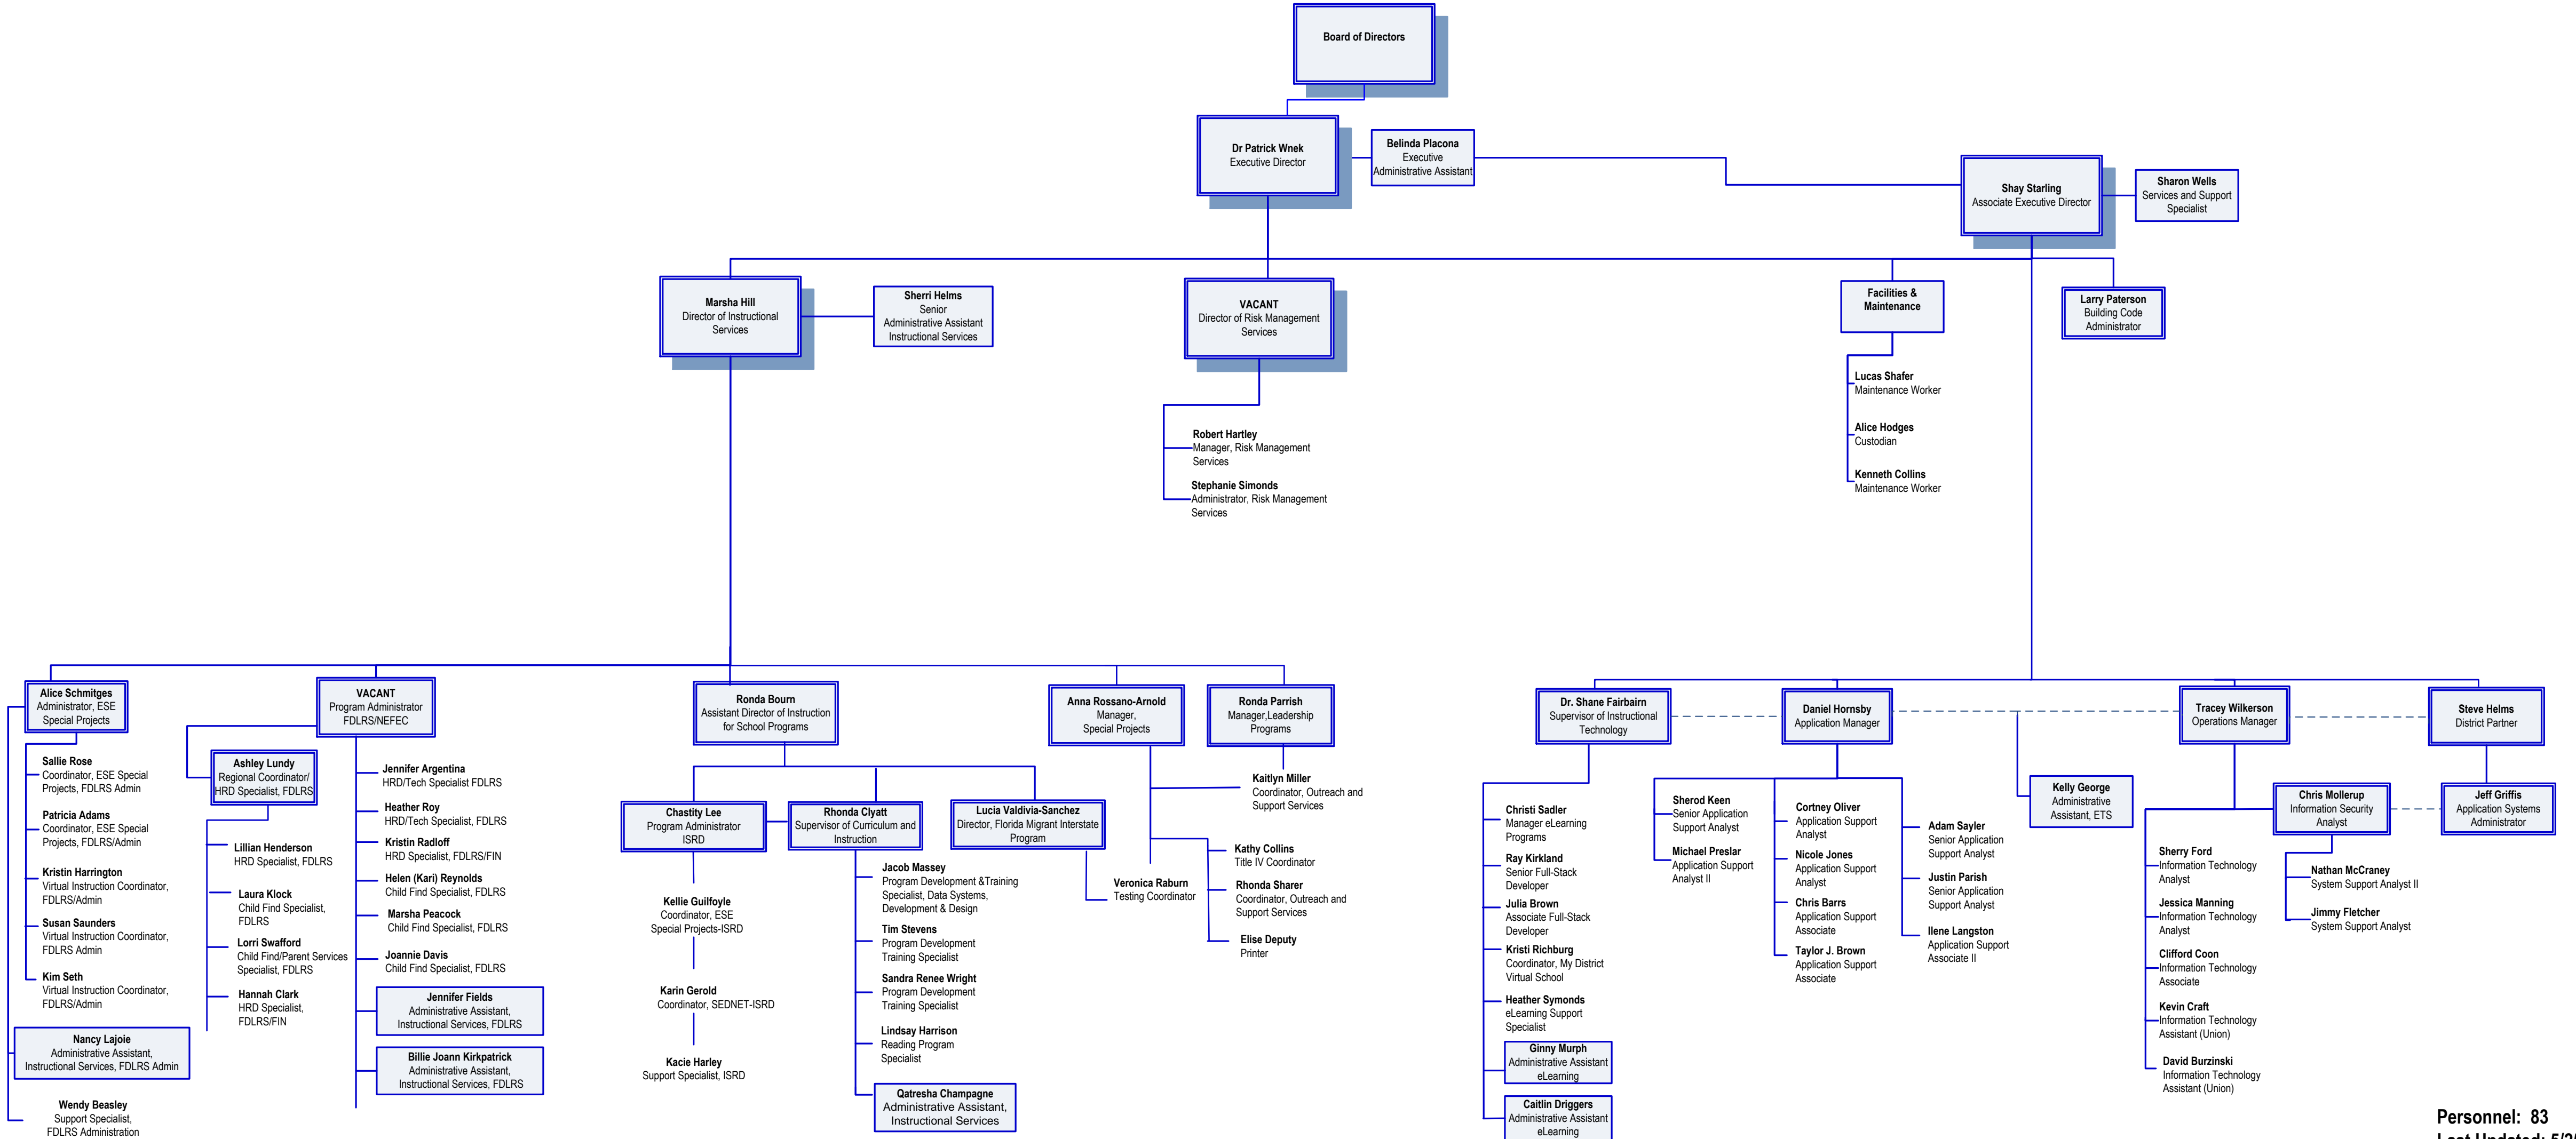 Board of Directors
Dr Patrick Wnek
Executive Director
Belinda Placona
Executive
Administrative Assistant
Shay Starling
Associate Executive Director
Sharon Wells
Services and Support
Specialist
Marsha Hill
Director of Instructional
Services
Sherri Helms
Senior
Administrative Assistant
Instructional Services
VACANT
Director of Risk Management
Services
Facilities &
Maintenance
Larry Paterson
Building Code
Administrator
Robert Hartley
Manager, Risk Management
Services
Stephanie Simonds
Administrator, Risk Management
Services
Lucas Shafer
Maintenance Worker
Alice Hodges
Custodian
Kenneth Collins
Maintenance Worker
Alice Schmitges
Administrator, ESE
Special Projects
Sallie Rose
Coordinator, ESE Special
Projects, FDLRS Admin
Patricia Adams
Coordinator, ESE Special
Projects, FDLRS/Admin
Kristin Harrington
Virtual Instruction Coordinator,
FDLRS/Admin
Susan Saunders
Virtual Instruction Coordinator,
FDLRS Admin
Kim Seth
Virtual Instruction Coordinator,
FDLRS/Admin
Nancy Lajoie
Administrative Assistant,
Instructional Services, FDLRS Admin
Wendy Beasley
Support Specialist,
FDLRS Administration
VACANT
Program Administrator
FDLRS/NEFEC
Ashley Lundy
Regional Coordinator/
HRD Specialist, FDLRS
Lillian Henderson
HRD Specialist, FDLRS
Laura Klock
Child Find Specialist,
FDLRS
Lorri Swafford
Child Find/Parent Services
Specialist, FDLRS
Hannah Clark
HRD Specialist,
FDLRS/FIN
Jennifer Argentina
HRD/Tech Specialist FDLRS
Heather Roy
HRD/Tech Specialist, FDLRS
Kristin Radloff
HRD Specialist, FDLRS/FIN
Helen (Kari) Reynolds
Child Find Specialist, FDLRS
Marsha Peacock
Child Find Specialist, FDLRS
Joannie Davis
Child Find Specialist, FDLRS
Jennifer Fields
Administrative Assistant,
Instructional Services, FDLRS
Billie Joann Kirkpatrick
Administrative Assistant,
Instructional Services, FDLRS
Ronda Bourn
Assistant Director of Instruction
for School Programs
Chastity Lee
Program Administrator
ISRD
Kellie Guilfoyle
Coordinator, ESE
Special Projects-ISRD
Karin Gerold
Coordinator, SEDNET-ISRD
Kacie Harley
Support Specialist, ISRD
Rhonda Clyatt
Supervisor of Curriculum and
Instruction
Jacob Massey
Program Development &Training
Specialist, Data Systems,
Development & Design
Tim Stevens
Program Development
Training Specialist
Sandra Renee Wright
Program Development
Training Specialist
Lindsay Harrison
Reading Program
Specialist
Qatresha Champagne
Administrative Assistant,
Instructional Services
Lucia Valdivia-Sanchez
Director, Florida Migrant Interstate
Program
Veronica Raburn
Testing Coordinator
Anna Rossano-Arnold
Manager,
Special Projects
Ronda Parrish
Manager,Leadership
Programs
Kaitlyn Miller
Coordinator, Outreach and
Support Services
Kathy Collins
Title IV Coordinator
Rhonda Sharer
Coordinator, Outreach and
Support Services
Elise Deputy
Printer
Dr. Shane Fairbairn
Supervisor of Instructional
Technology
Christi Sadler
Manager eLearning
Programs
Ray Kirkland
Senior Full-Stack
Developer
Julia Brown
Associate Full-Stack
Developer
Kristi Richburg
Coordinator, My District
Virtual School
Heather Symonds
eLearning Support
Specialist
Ginny Murph
Administrative Assistant
eLearning
Caitlin Driggers
Administrative Assistant
eLearning
Daniel Hornsby
Application Manager
Sherod Keen
Senior Application
Support Analyst
Michael Preslar
Application Support
Analyst II
Cortney Oliver
Application Support
Analyst
Nicole Jones
Application Support
Analyst
Chris Barrs
Application Support
Associate
Taylor J. Brown
Application Support
Associate
Adam Sayler
Senior Application
Support Analyst
Justin Parish
Senior Application
Support Analyst
Ilene Langston
Application Support
Associate II
Kelly George
Administrative
Assistant, ETS
Tracey Wilkerson
Operations Manager
Sherry Ford
Information Technology
Analyst
Jessica Manning
Information Technology
Analyst
Clifford Coon
Information Technology
Associate
Kevin Craft
Information Technology
Assistant (Union)
David Burzinski
Information Technology
Assistant (Union)
Chris Mollerup
Information Security
Analyst
Nathan McCraney
System Support Analyst II
Jimmy Fletcher
System Support Analyst
Steve Helms
District Partner
Jeff Griffis
Application Systems
Administrator
Personnel: 83
Last Updated: